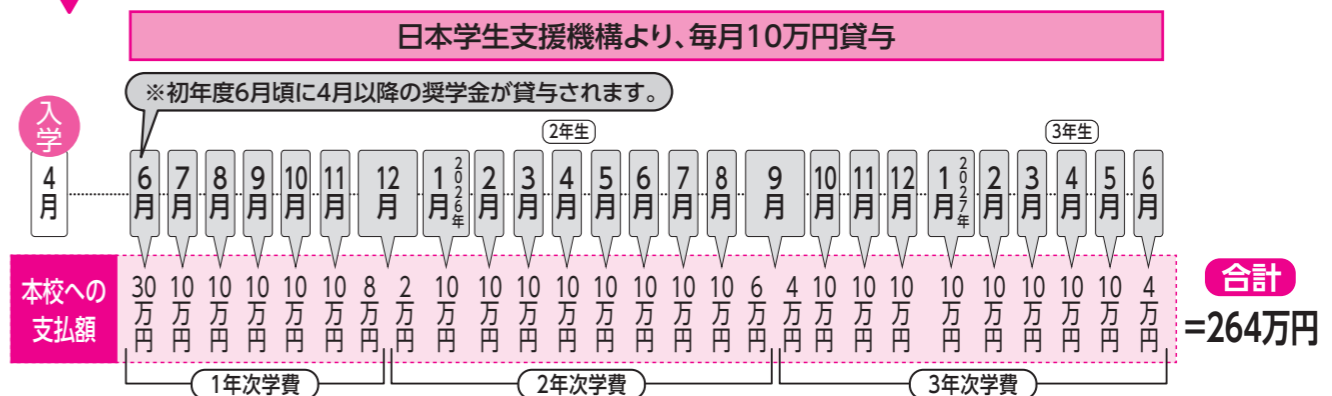 日本学生支援機構より、毎月10万円貸与
※初年度6月頃に4月以降の奨学金が貸与されます。
入学
2年生
3年生
4月 6月 7月 8月 9月 10月 11月 12月 1月 2026年 2月 3月 4月 5月 6月 7月 8月 9月 10月 11月 12月 1月 2027年 2月 3月 4月 5月 6月
本校への
支払額
30万円 10万円 10万円 10万円 10万円 10万円 8万円 2万円 10万円 10万円 10万円 10万円 10万円 10万円 10万円 6万円 4万円 10万円 10万円 10万円 10万円 10万円 10万円 10万円 10万円 4万円
合計
=264万円
1年次学費
2年次学費
3年次学費